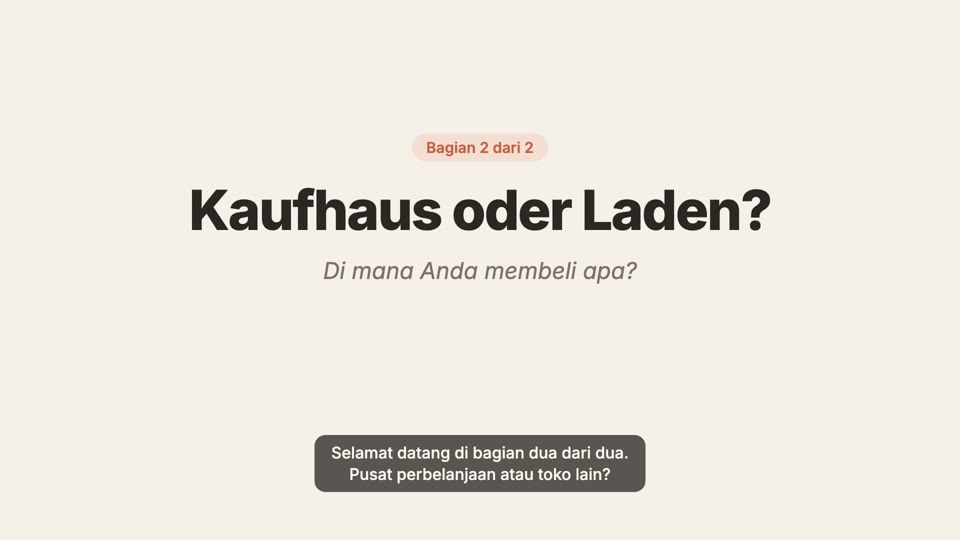 Bagian 2 dari 2
Kaufhaus oder Laden?
Di mana Anda membeli apa?
Selamat datang di bagian dua dari dua.
Pusat perbelanjaan atau toko lain?